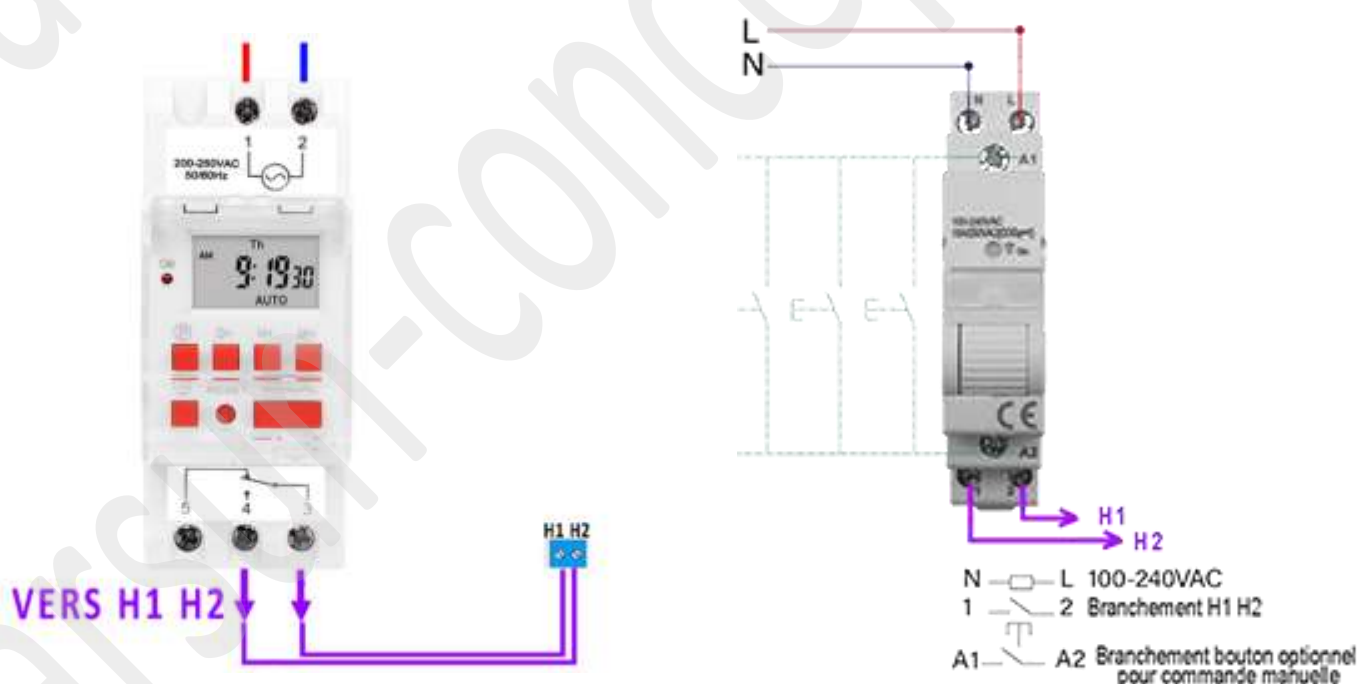 1 2
200-250VAC
50/60Hz
Th
AM
9:19 30
AUTO
5 4 3
VERS H1 H2
H1 H2
L
N
N L
A1
100-240VAC
CE
A2
H1
H2
N L 100-240VAC
1 2 Branchement H1 H2
A1 A2 Branchement bouton optionnel
pour commande manuelle